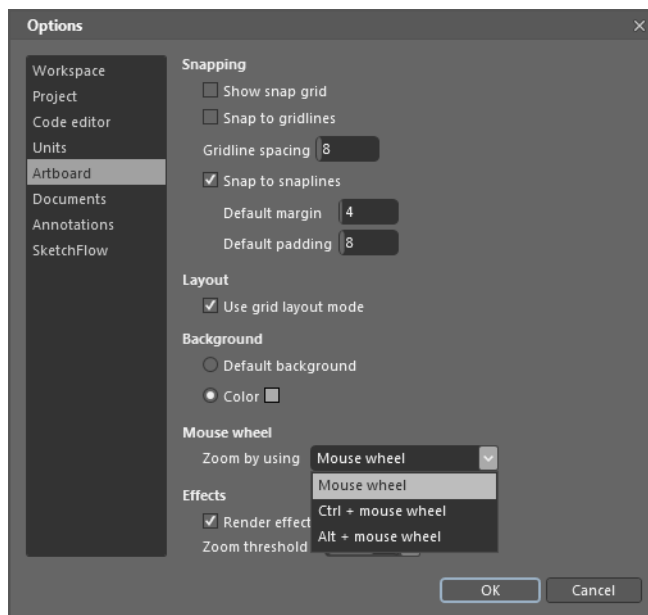 Options
Workspace
Project
Code editor
Units
Artboard
Documents
Annotations
SketchFlow
Snapping
Show snap grid
Snap to gridlines
Gridline spacing 8
Snap to snaplines
Default margin 4
Default padding 8
Layout
Use grid layout mode
Background
Default background
Color
Mouse wheel
Zoom by using Mouse wheel
Mouse wheel
Ctrl + mouse wheel
Alt + mouse wheel
Effects
Render effect
Zoom threshold
OK Cancel